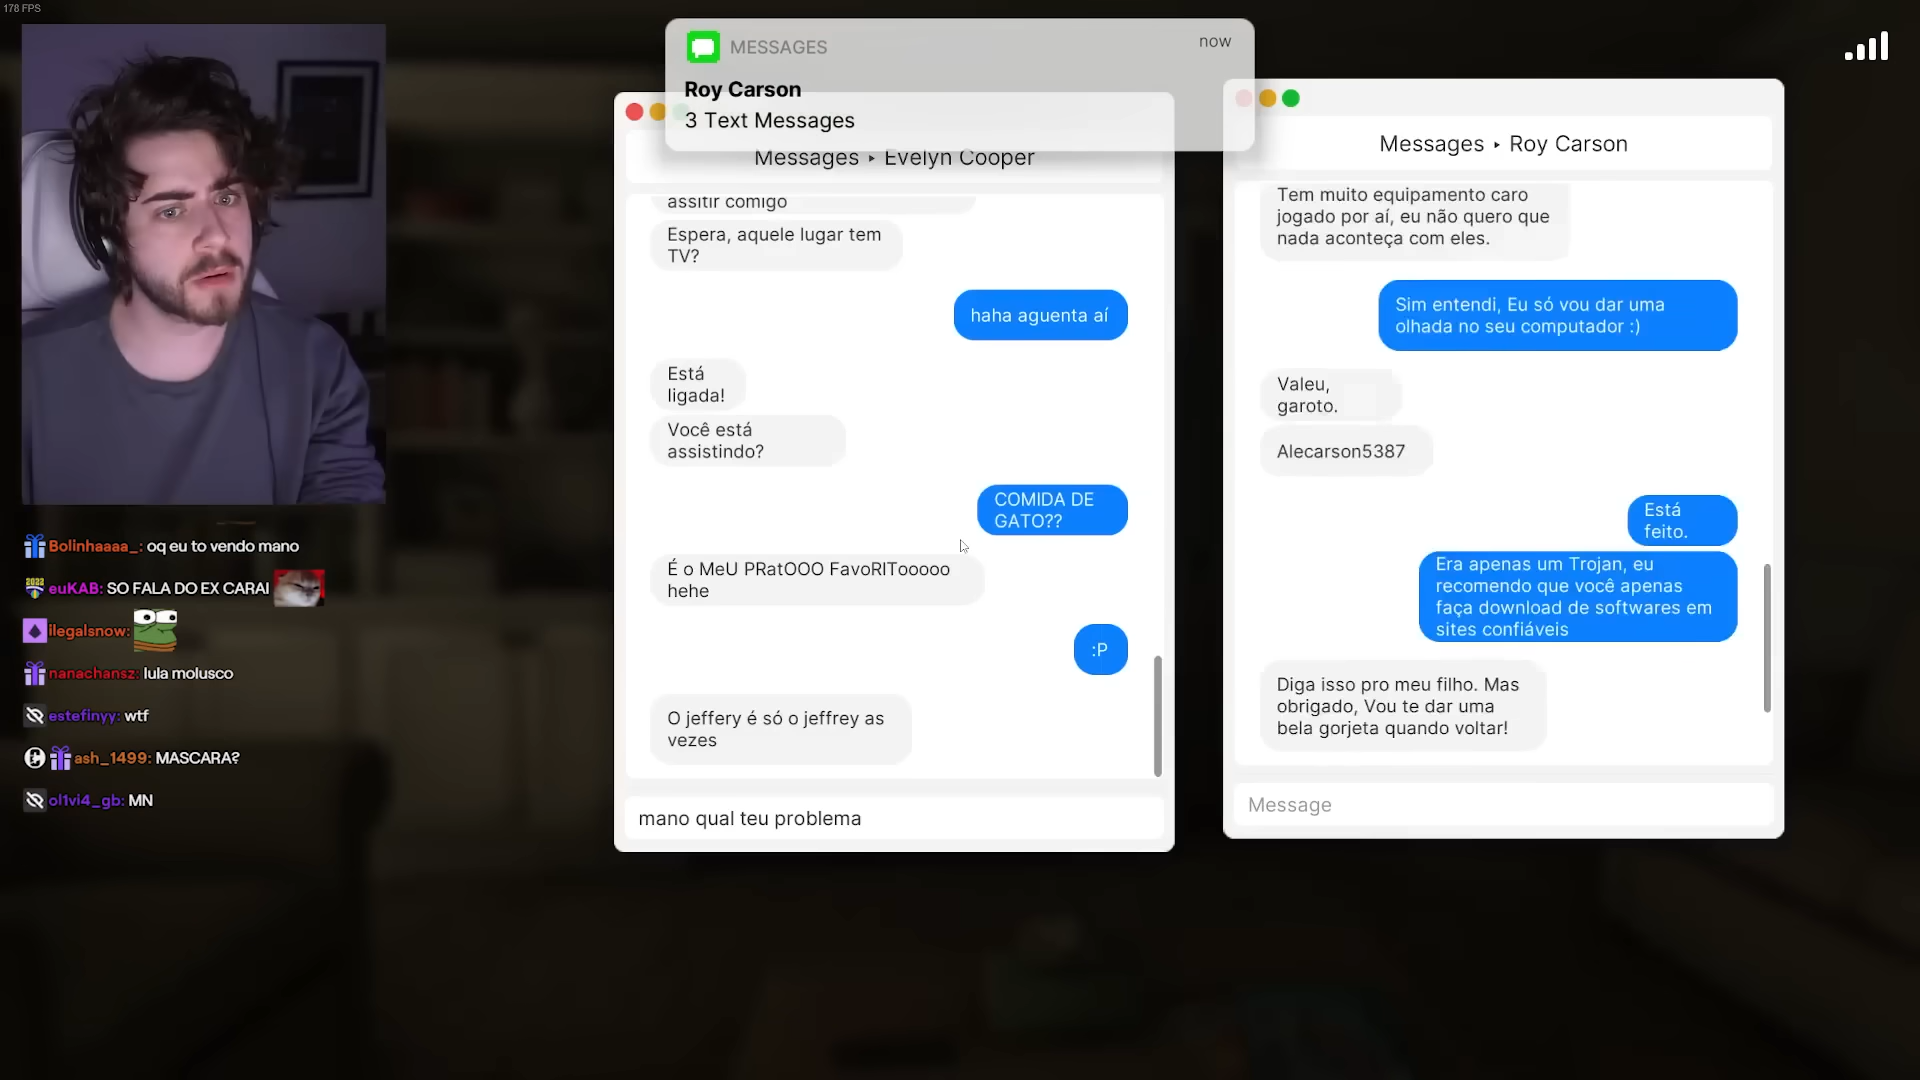 178 FPS
MESSAGES
now
Roy Carson
3 Text Messages
Messages ▸ Evelyn Cooper
assitir comigo
Espera, aquele lugar tem
TV?
haha aguenta aí
Está
ligada!
Você está
assistindo?
COMIDA DE
GATO??
É o MeU PRatOOO FavoRITooooo
hehe
:P
O jeffery é só o jeffrey as
vezes
mano qual teu problema
Messages ▸ Roy Carson
Tem muito equipamento caro
jogado por aí, eu não quero que
nada aconteça com eles.
Sim entendi, Eu só vou dar uma
olhada no seu computador :)
Valeu,
garoto.
Alecarson5387
Está
feito.
Era apenas um Trojan, eu
recomendo que você apenas
faça download de softwares em
sites confiáveis
Diga isso pro meu filho. Mas
obrigado, Vou te dar uma
bela gorjeta quando voltar!
Message
Bolinhaaaa_: oq eu to vendo mano
2022 euKAB: SO FALA DO EX CARAI
ilegalsnow:
nanachansz: lula molusco
estefinyy: wtf
ash_1499: MASCARA?
ol1vi4_gb: MN